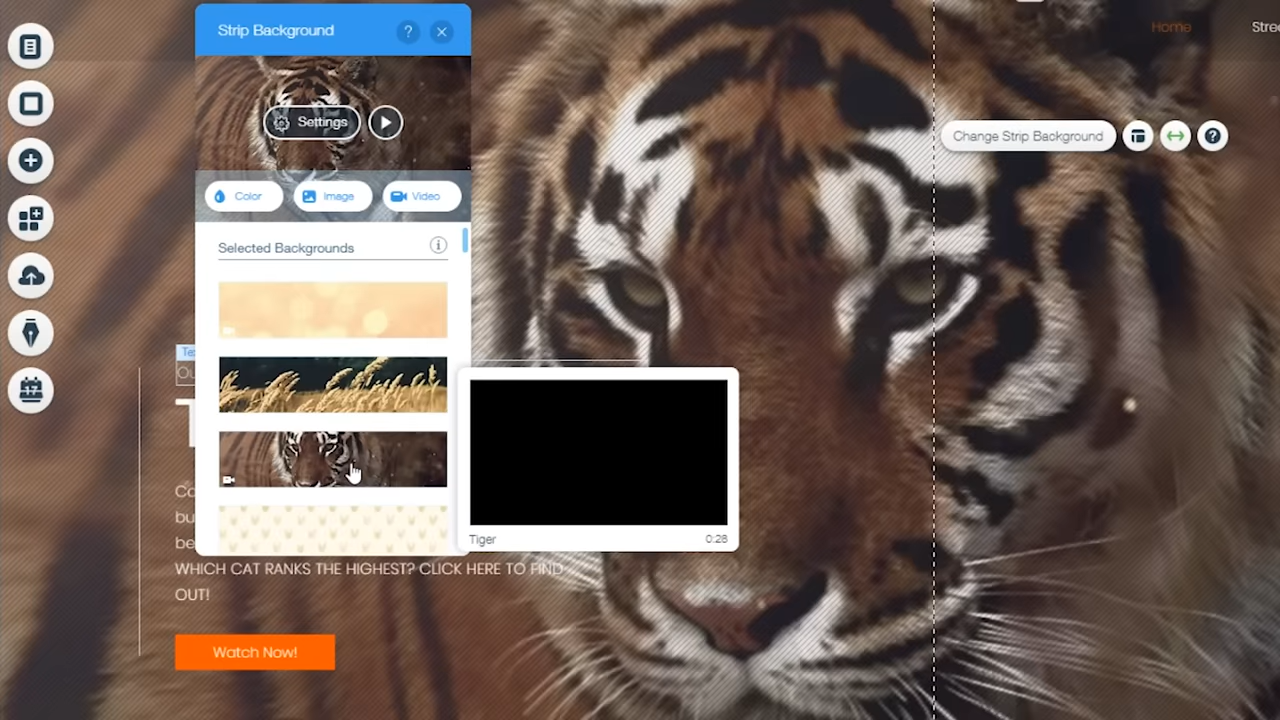 Strip Background
?
Home
Settings
Change Strip Background
?
Color
Image
Video
Selected Backgrounds
i
17
Tiger
0:28
WHICH CAT RANKS THE HIGHEST? CLICK HERE TO FIND
OUT!
Watch Now!